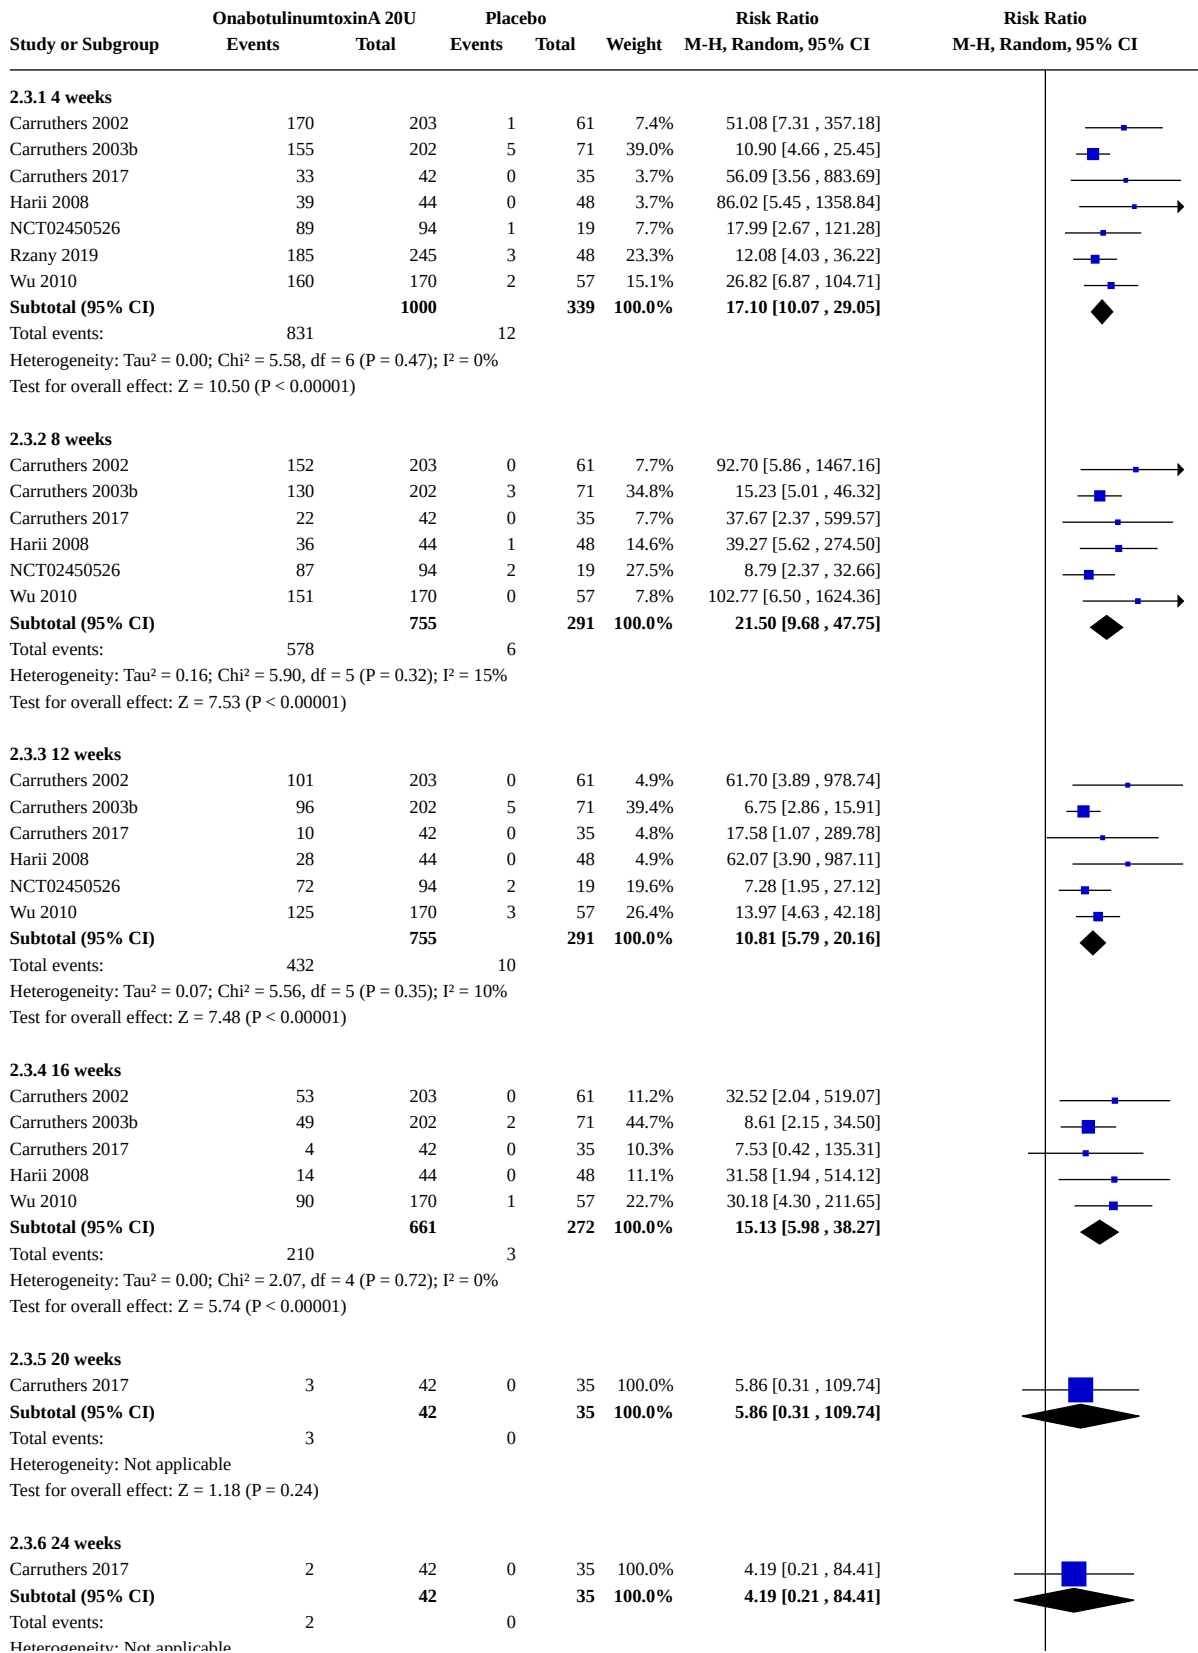 OnabotulinumtoxinA 20U Placebo Risk Ratio Risk Ratio
Study or Subgroup Events Total Events Total Weight M-H, Random, 95% CI M-H, Random, 95% CI
2.3.1 4 weeks
Carruthers 2002 170 203 1 61 7.4% 51.08 [7.31 , 357.18]
Carruthers 2003b 155 202 5 71 39.0% 10.90 [4.66 , 25.45]
Carruthers 2017 33 42 0 35 3.7% 56.09 [3.56 , 883.69]
Harii 2008 39 44 0 48 3.7% 86.02 [5.45 , 1358.84]
NCT02450526 89 94 1 19 7.7% 17.99 [2.67 , 121.28]
Rzany 2019 185 245 3 48 23.3% 12.08 [4.03 , 36.22]
Wu 2010 160 170 2 57 15.1% 26.82 [6.87 , 104.71]
Subtotal (95% CI) 1000 339 100.0% 17.10 [10.07 , 29.05]
Total events: 831 12
Heterogeneity: Tau² = 0.00; Chi² = 5.58, df = 6 (P = 0.47); I² = 0%
Test for overall effect: Z = 10.50 (P < 0.00001)
2.3.2 8 weeks
Carruthers 2002 152 203 0 61 7.7% 92.70 [5.86 , 1467.16]
Carruthers 2003b 130 202 3 71 34.8% 15.23 [5.01 , 46.32]
Carruthers 2017 22 42 0 35 7.7% 37.67 [2.37 , 599.57]
Harii 2008 36 44 1 48 14.6% 39.27 [5.62 , 274.50]
NCT02450526 87 94 2 19 27.5% 8.79 [2.37 , 32.66]
Wu 2010 151 170 0 57 7.8% 102.77 [6.50 , 1624.36]
Subtotal (95% CI) 755 291 100.0% 21.50 [9.68 , 47.75]
Total events: 578 6
Heterogeneity: Tau² = 0.16; Chi² = 5.90, df = 5 (P = 0.32); I² = 15%
Test for overall effect: Z = 7.53 (P < 0.00001)
2.3.3 12 weeks
Carruthers 2002 101 203 0 61 4.9% 61.70 [3.89 , 978.74]
Carruthers 2003b 96 202 5 71 39.4% 6.75 [2.86 , 15.91]
Carruthers 2017 10 42 0 35 4.8% 17.58 [1.07 , 289.78]
Harii 2008 28 44 0 48 4.9% 62.07 [3.90 , 987.11]
NCT02450526 72 94 2 19 19.6% 7.28 [1.95 , 27.12]
Wu 2010 125 170 3 57 26.4% 13.97 [4.63 , 42.18]
Subtotal (95% CI) 755 291 100.0% 10.81 [5.79 , 20.16]
Total events: 432 10
Heterogeneity: Tau² = 0.07; Chi² = 5.56, df = 5 (P = 0.35); I² = 10%
Test for overall effect: Z = 7.48 (P < 0.00001)
2.3.4 16 weeks
Carruthers 2002 53 203 0 61 11.2% 32.52 [2.04 , 519.07]
Carruthers 2003b 49 202 2 71 44.7% 8.61 [2.15 , 34.50]
Carruthers 2017 4 42 0 35 10.3% 7.53 [0.42 , 135.31]
Harii 2008 14 44 0 48 11.1% 31.58 [1.94 , 514.12]
Wu 2010 90 170 1 57 22.7% 30.18 [4.30 , 211.65]
Subtotal (95% CI) 661 272 100.0% 15.13 [5.98 , 38.27]
Total events: 210 3
Heterogeneity: Tau² = 0.00; Chi² = 2.07, df = 4 (P = 0.72); I² = 0%
Test for overall effect: Z = 5.74 (P < 0.00001)
2.3.5 20 weeks
Carruthers 2017 3 42 0 35 100.0% 5.86 [0.31 , 109.74]
Subtotal (95% CI) 42 35 100.0% 5.86 [0.31 , 109.74]
Total events: 3 0
Heterogeneity: Not applicable
Test for overall effect: Z = 1.18 (P = 0.24)
2.3.6 24 weeks
Carruthers 2017 2 42 0 35 100.0% 4.19 [0.21 , 84.41]
Subtotal (95% CI) 42 35 100.0% 4.19 [0.21 , 84.41]
Total events: 2 0
Heterogeneity: Not applicable